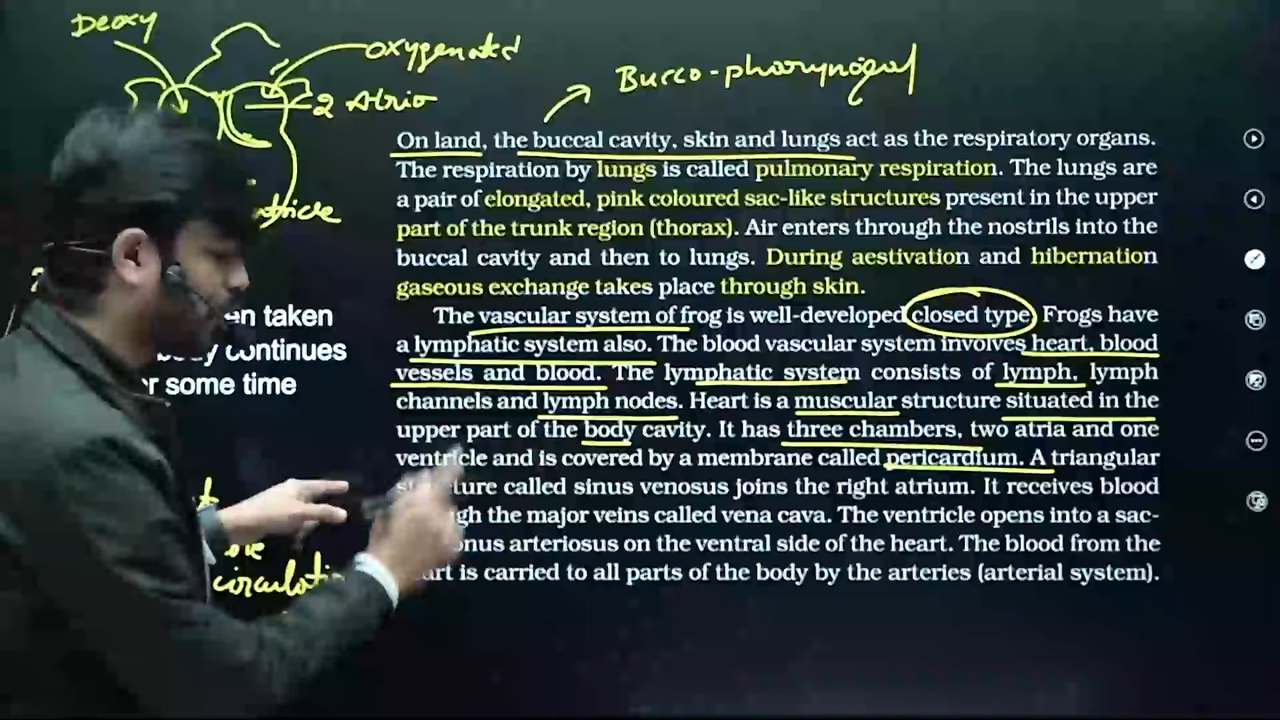 Deoxy
oxygenated
2 Atria
Bucco-pharyngeal
On land, the buccal cavity, skin and lungs act as the respiratory organs.
The respiration by lungs is called pulmonary respiration. The lungs are
a pair of elongated, pink coloured sac-like structures present in the upper
part of the trunk region (thorax). Air enters through the nostrils into the
buccal cavity and then to lungs. During aestivation and hibernation
gaseous exchange takes place through skin.
The vascular system of frog is well-developed closed type. Frogs have
a lymphatic system also. The blood vascular system involves heart, blood
vessels and blood. The lymphatic system consists of lymph, lymph
channels and lymph nodes. Heart is a muscular structure situated in the
upper part of the body cavity. It has three chambers, two atria and one
ventricle and is covered by a membrane called pericardium. A triangular
called sinus venosus joins the right atrium. It receives blood
the major veins called vena cava. The ventricle opens into a sac-
arteriosus on the ventral side of the heart. The blood from the
is carried to all parts of the body by the arteries (arterial system).
taken
continues
some time